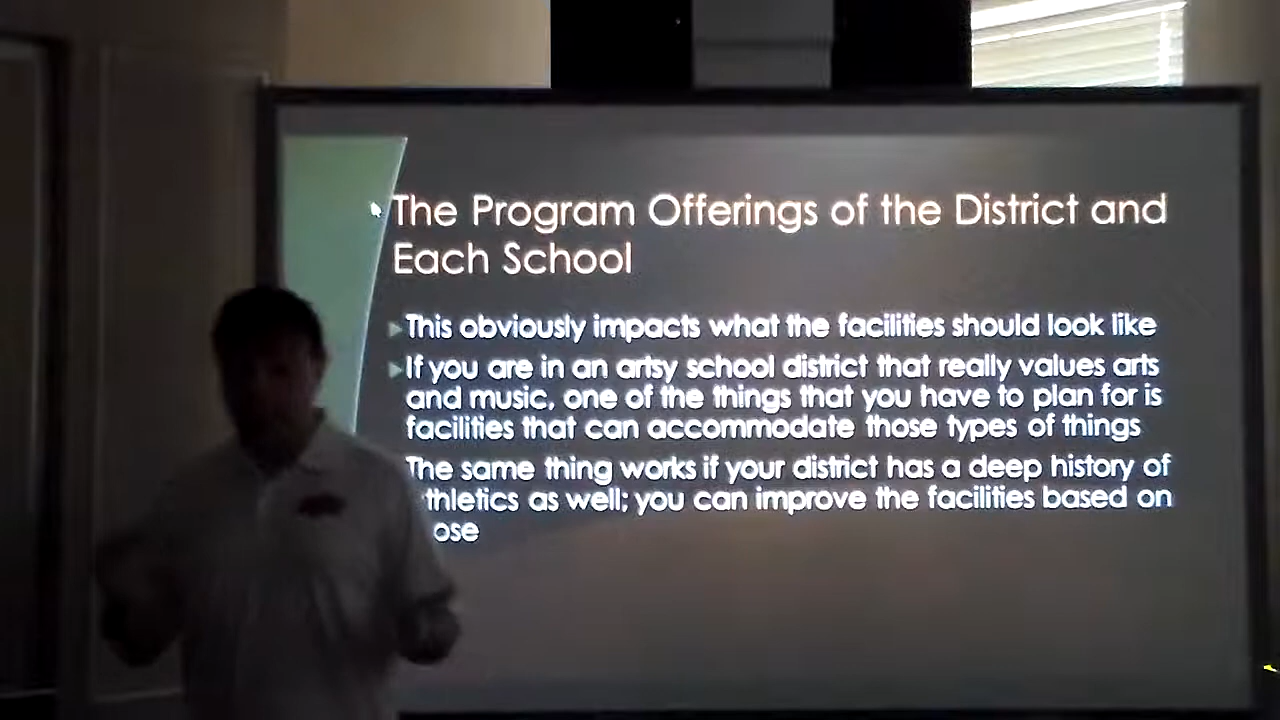 The Program Offerings of the District and
Each School
This obviously impacts what the facilities should look like
If you are in an artsy school district that really values arts
and music, one of the things that you have to plan for is
facilities that can accommodate those types of things
The same thing works if your district has a deep history of
thletics as well; you can improve the facilities based on
ose